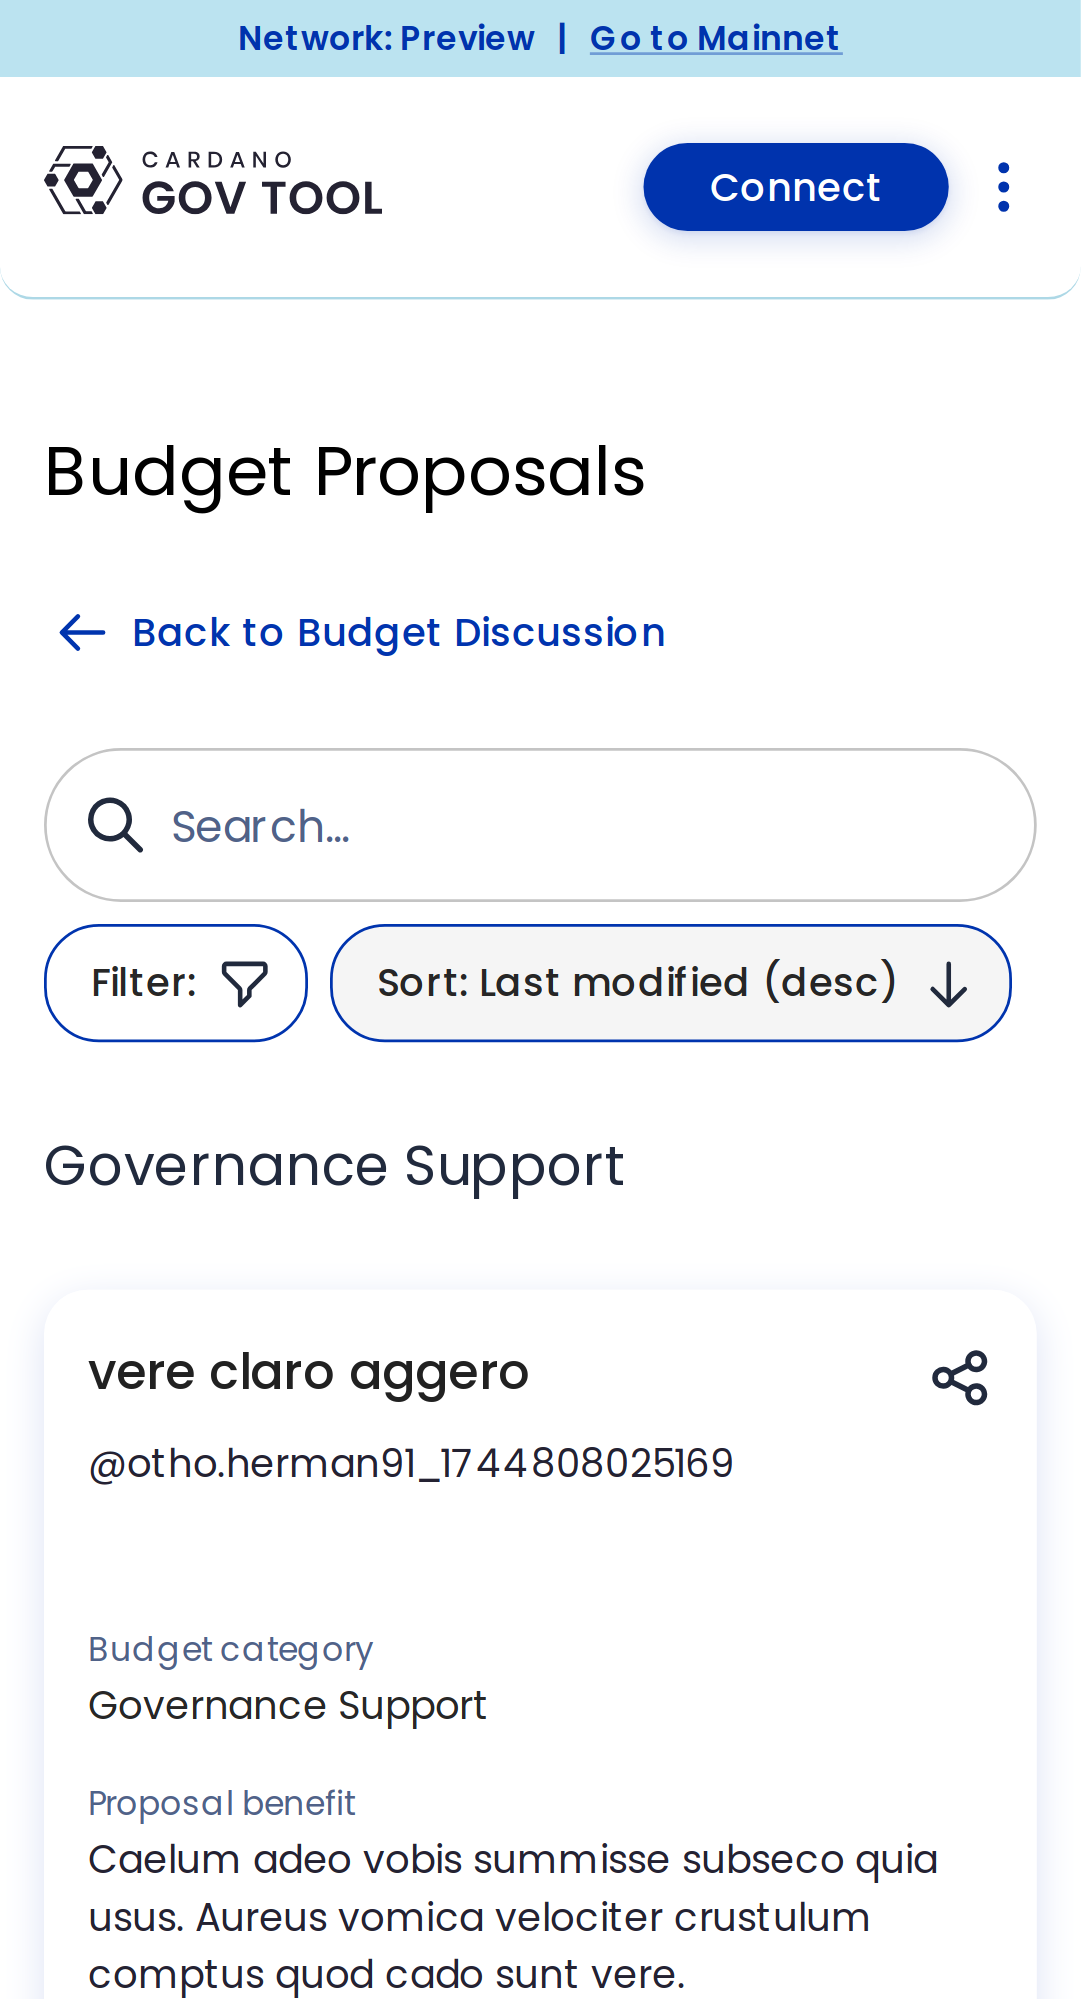 Network: Preview | Go to Mainnet
CARDANO
GOV TOOL
Connect
Budget Proposals
Back to Budget Discussion
Search...
Filter:
Sort: Last modified (desc)
Governance Support
vere claro aggero
@otho.herman91_1744808025169
Budget category
Governance Support
Proposal benefit
Caelum adeo vobis summisse subseco quia
usus. Aureus vomica velociter crustulum
comptus quod cado sunt vere.